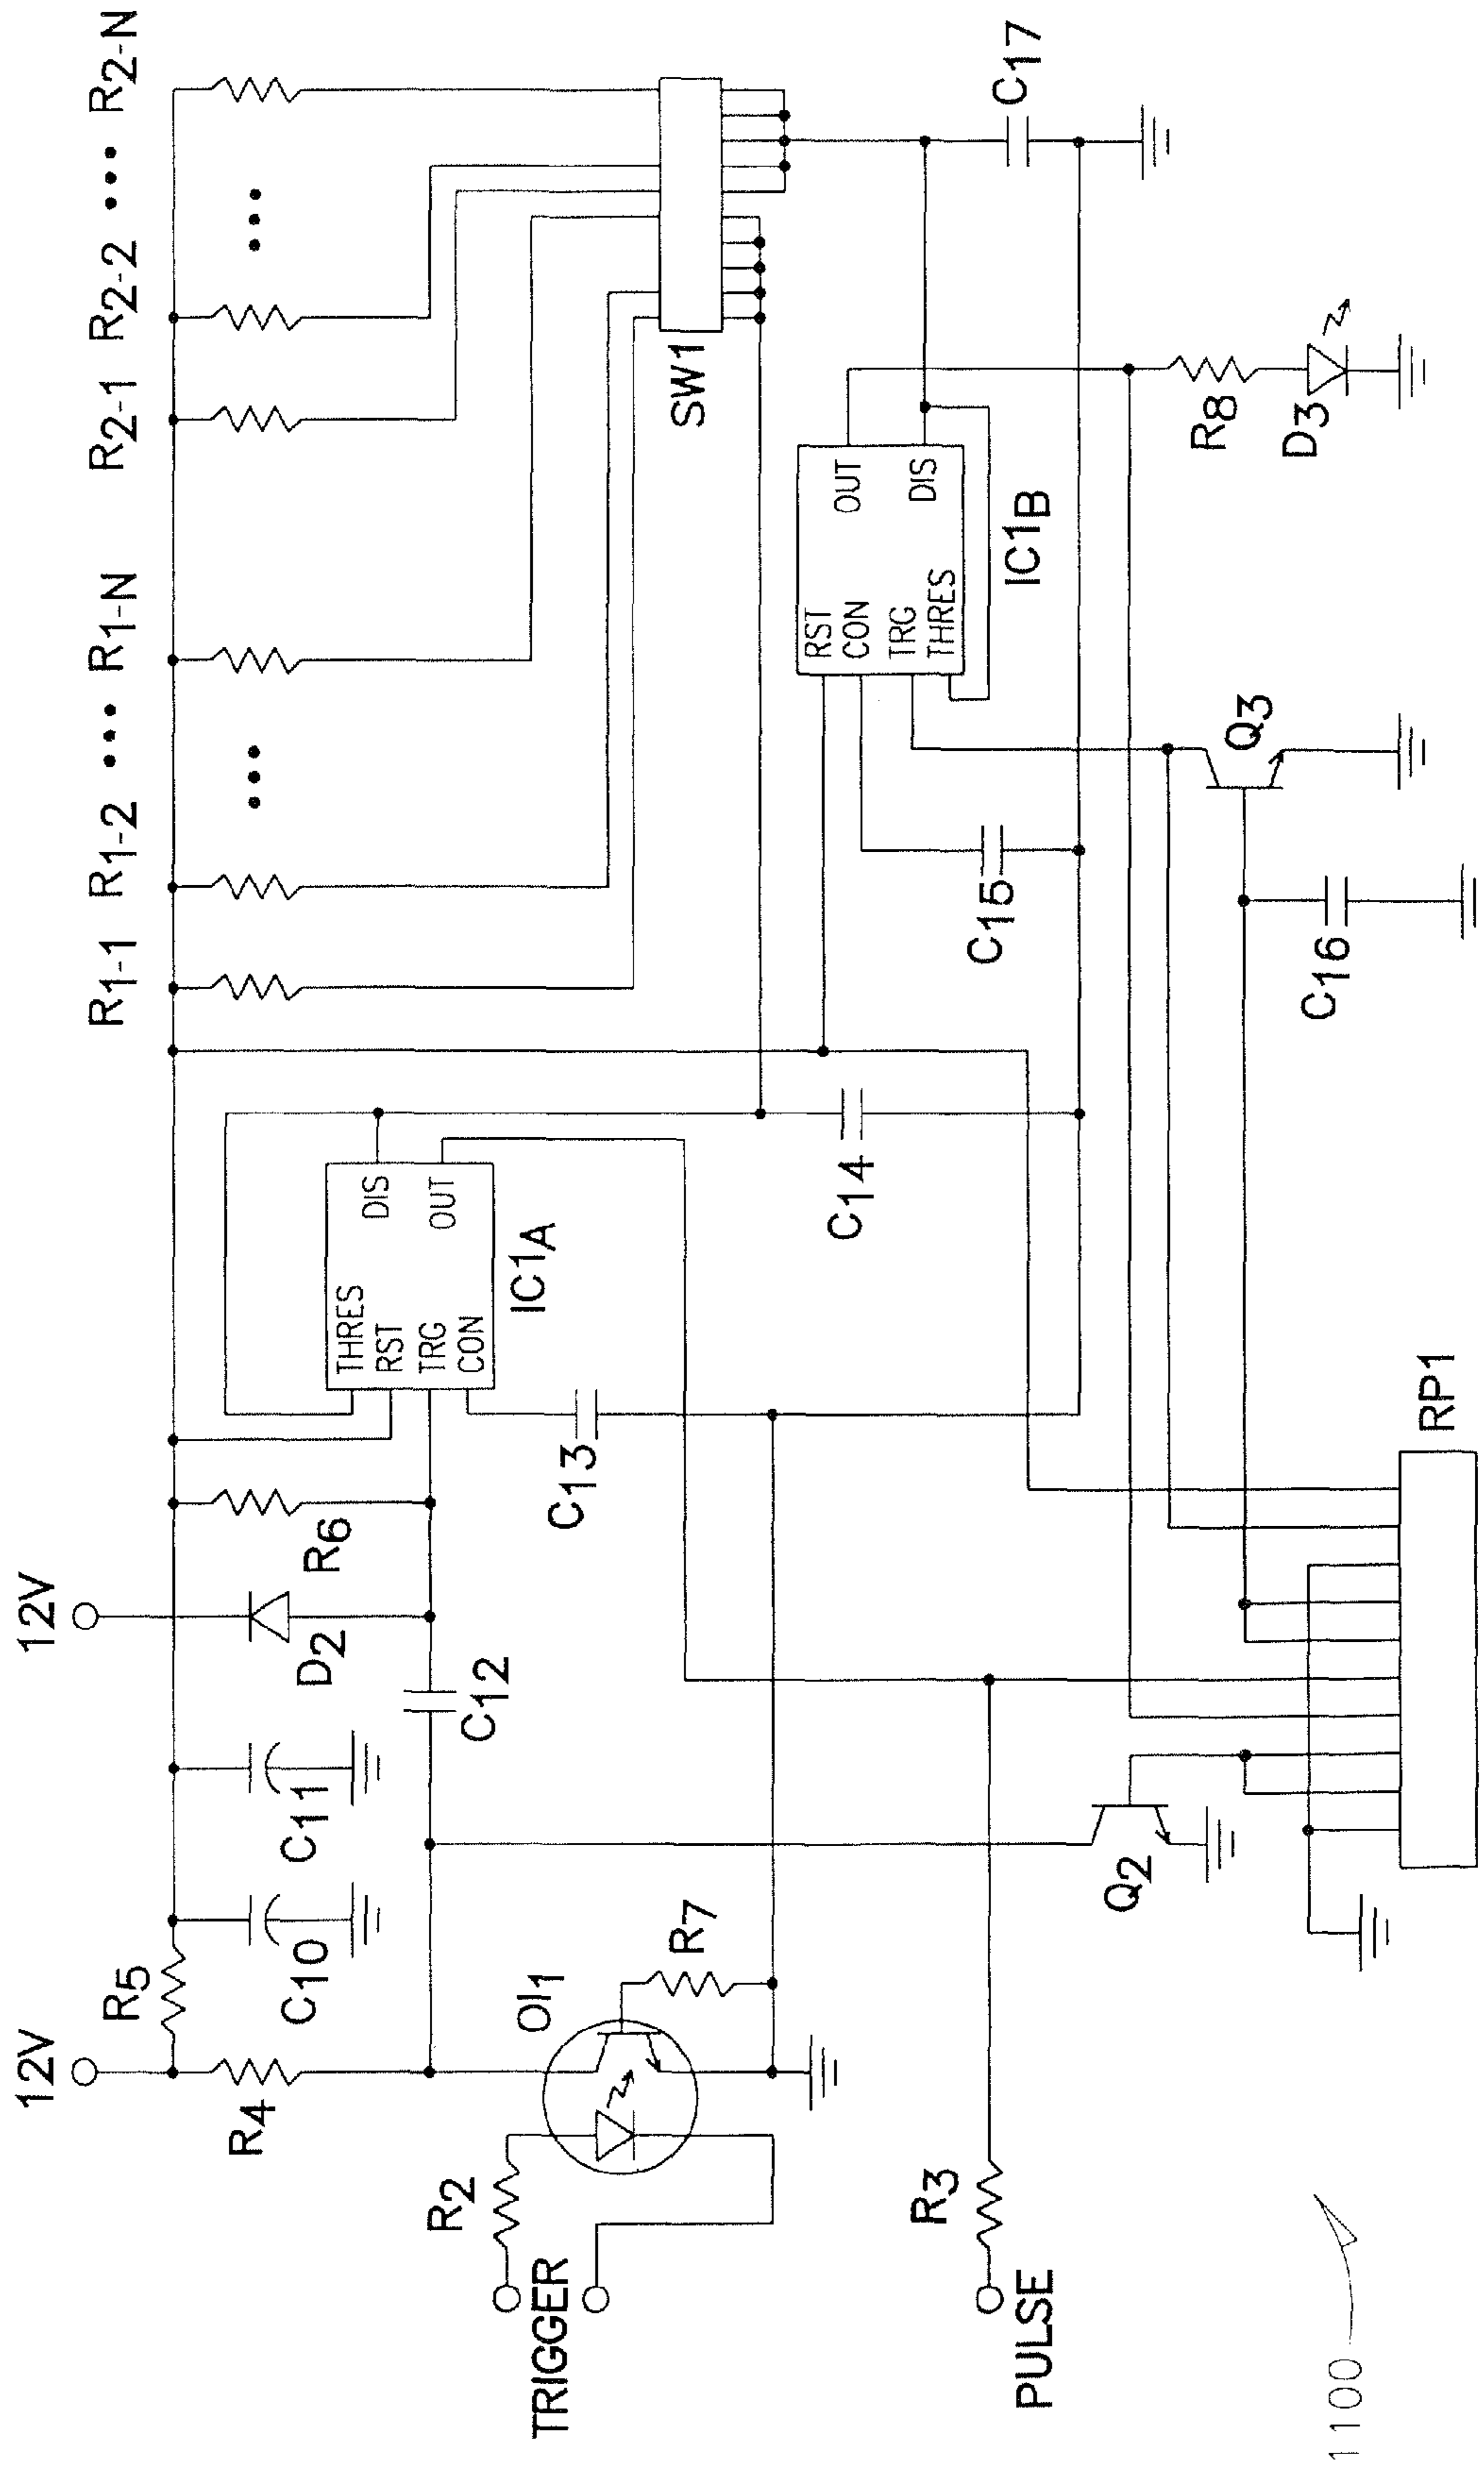 12V
12V
R5
R4
C10
C11
D2
R6
C12
R1-1 R1-2 ••• R1-N
R2-1 R2-2 ••• R2-N
•••
•••
THRES
RST
TRG
CON
DIS
OUT
IC1A
C13
C14
SW1
C17
RST
CON
TRG
THRES
OUT
DIS
IC1B
C15
R8
D3
Q3
C16
OI1
R7
R2
TRIGGER
R3
PULSE
Q2
RP1
1100